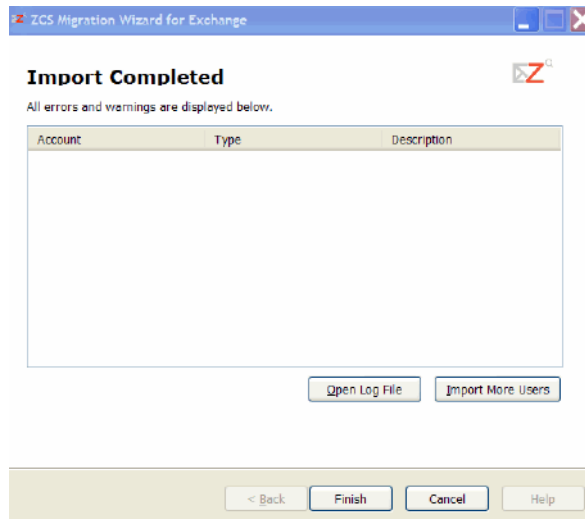 ZCS Migration Wizard for Exchange
Import Completed
All errors and warnings are displayed below.
Account Type Description
Open Log File Import More Users
< Back Finish Cancel Help